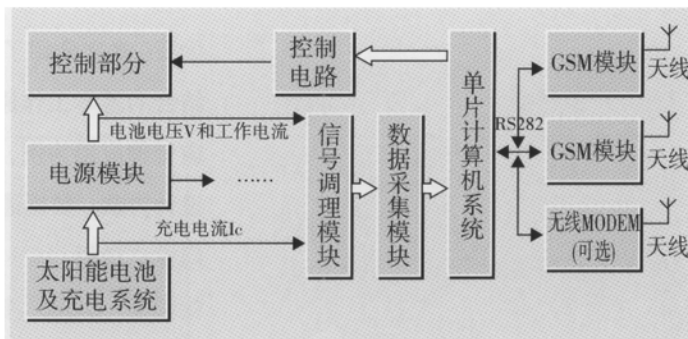 控制部分
控制
电路
单片计算机系统
GSM模块
天线
电池电压V和工作电流
信号调理模块
数据采集模块
RS282
GSM模块
天线
电源模块
……
充电电流Ic
无线MODEM
(可选)
天线
太阳能电池
及充电系统